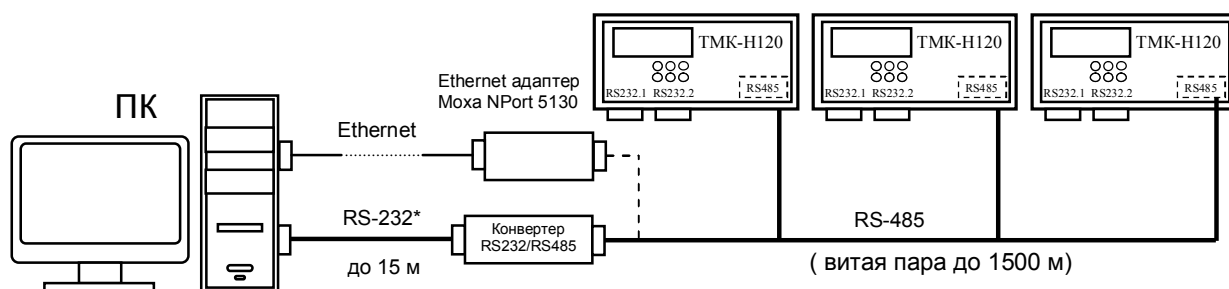 ПК
Ethernet
Ethernet адаптер
Moxa NPort 5130
RS-232*
до 15 м
Конвертер
RS232/RS485
ТМК-Н120
RS232.1 RS232.2
RS485
ТМК-Н120
RS232.1 RS232.2
RS485
ТМК-Н120
RS232.1 RS232.2
RS485
RS-485
( витая пара до 1500 м)